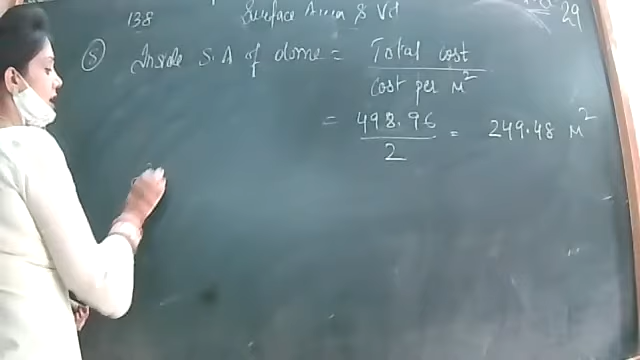 138 Surface Area & Vol
29
(8) Inside S.A of dome = Total cost
Cost per M²
= 498.96
2
= 249.48 M²